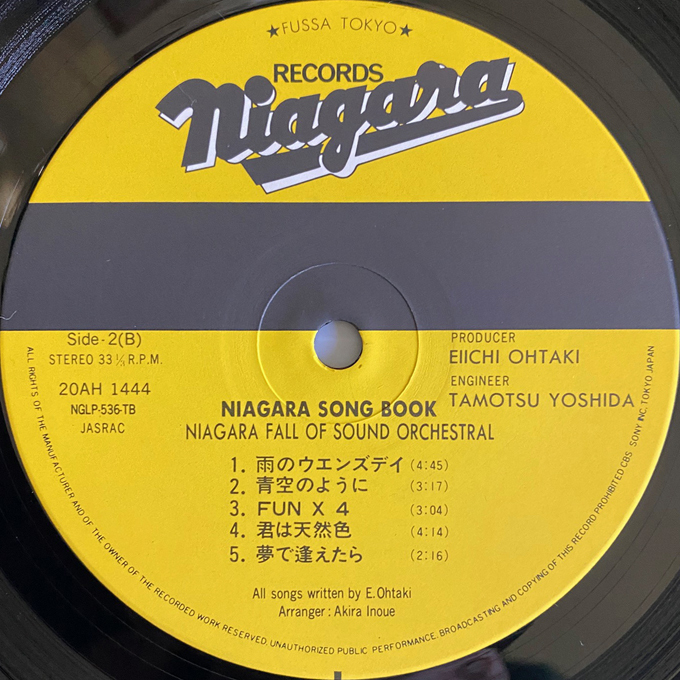 ★FUSSA TOKYO★
RECORDS
Niagara
Side-2(B)
STEREO 33⅓ R.P.M.
20AH 1444
NGLP-536-TB
JASRAC
PRODUCER
EIICHI OHTAKI
ENGINEER
TAMOTSU YOSHIDA
NIAGARA SONG BOOK
NIAGARA FALL OF SOUND ORCHESTRAL
1. 雨のウエンズデイ (4:45)
2. 青空のように (3:17)
3. FUN X 4 (3:04)
4. 君は天然色 (4:14)
5. 夢で逢えたら (2:16)
All songs written by E.Ohtaki
Arranger : Akira Inoue
ALL RIGHTS OF THE MANUFACTURER AND OF THE OWNER OF THE RECORDED WORK RESERVED. UNAUTHORIZED PUBLIC PERFORMANCE. BROADCASTING AND COPYING OF THIS RECORD PROHIBITED CBS SONY INC. TOKYO JAPAN